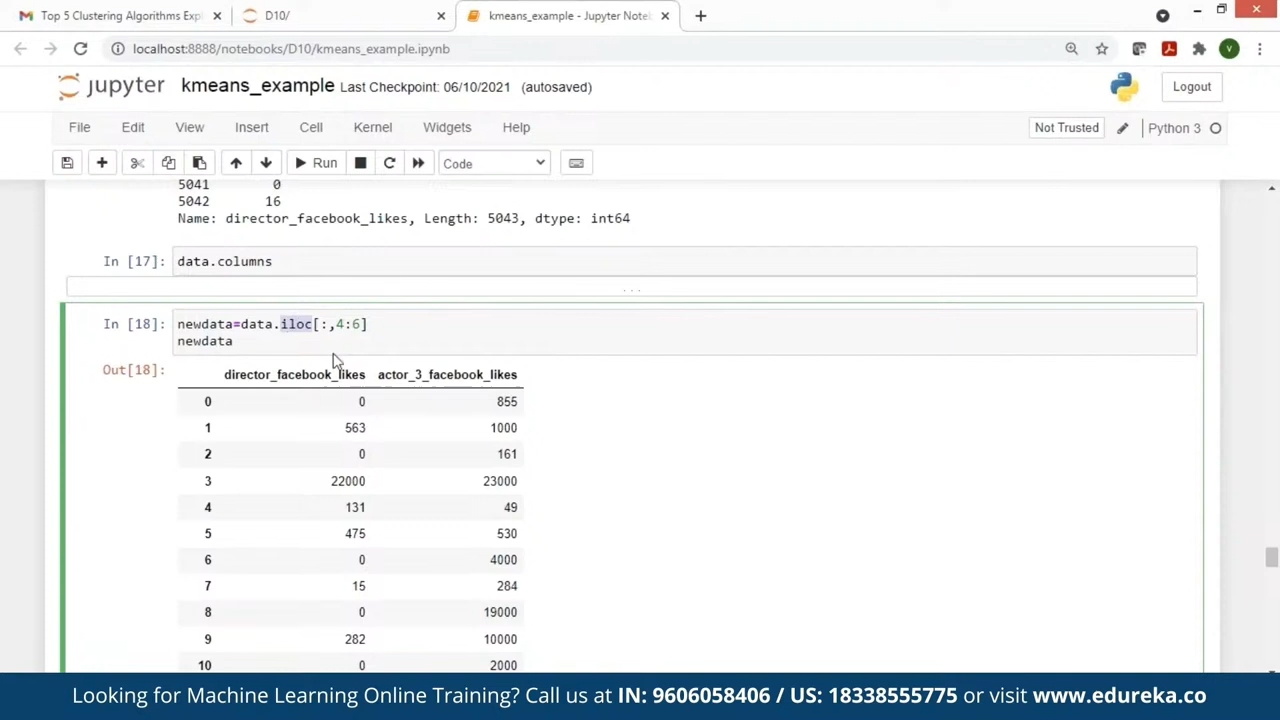 Top 5 Clustering Algorithms Expl
D10/
kmeans_example - Jupyter Noteb
localhost:8888/notebooks/D10/kmeans_example.ipynb
V
jupyter kmeans_example Last Checkpoint: 06/10/2021 (autosaved)
Logout
File Edit View Insert Cell Kernel Widgets Help
Not Trusted Python 3
Run Code
5041 0
5042 16
Name: director_facebook_likes, Length: 5043, dtype: int64
In [17]: data.columns
...
In [18]: newdata=data.iloc[:,4:6]
newdata
Out[18]:
director_facebook_likes actor_3_facebook_likes
0 0 855
1 563 1000
2 0 161
3 22000 23000
4 131 49
5 475 530
6 0 4000
7 15 284
8 0 19000
9 282 10000
10 0 2000
Looking for Machine Learning Online Training? Call us at IN: 9606058406 / US: 18338555775 or visit www.edureka.co